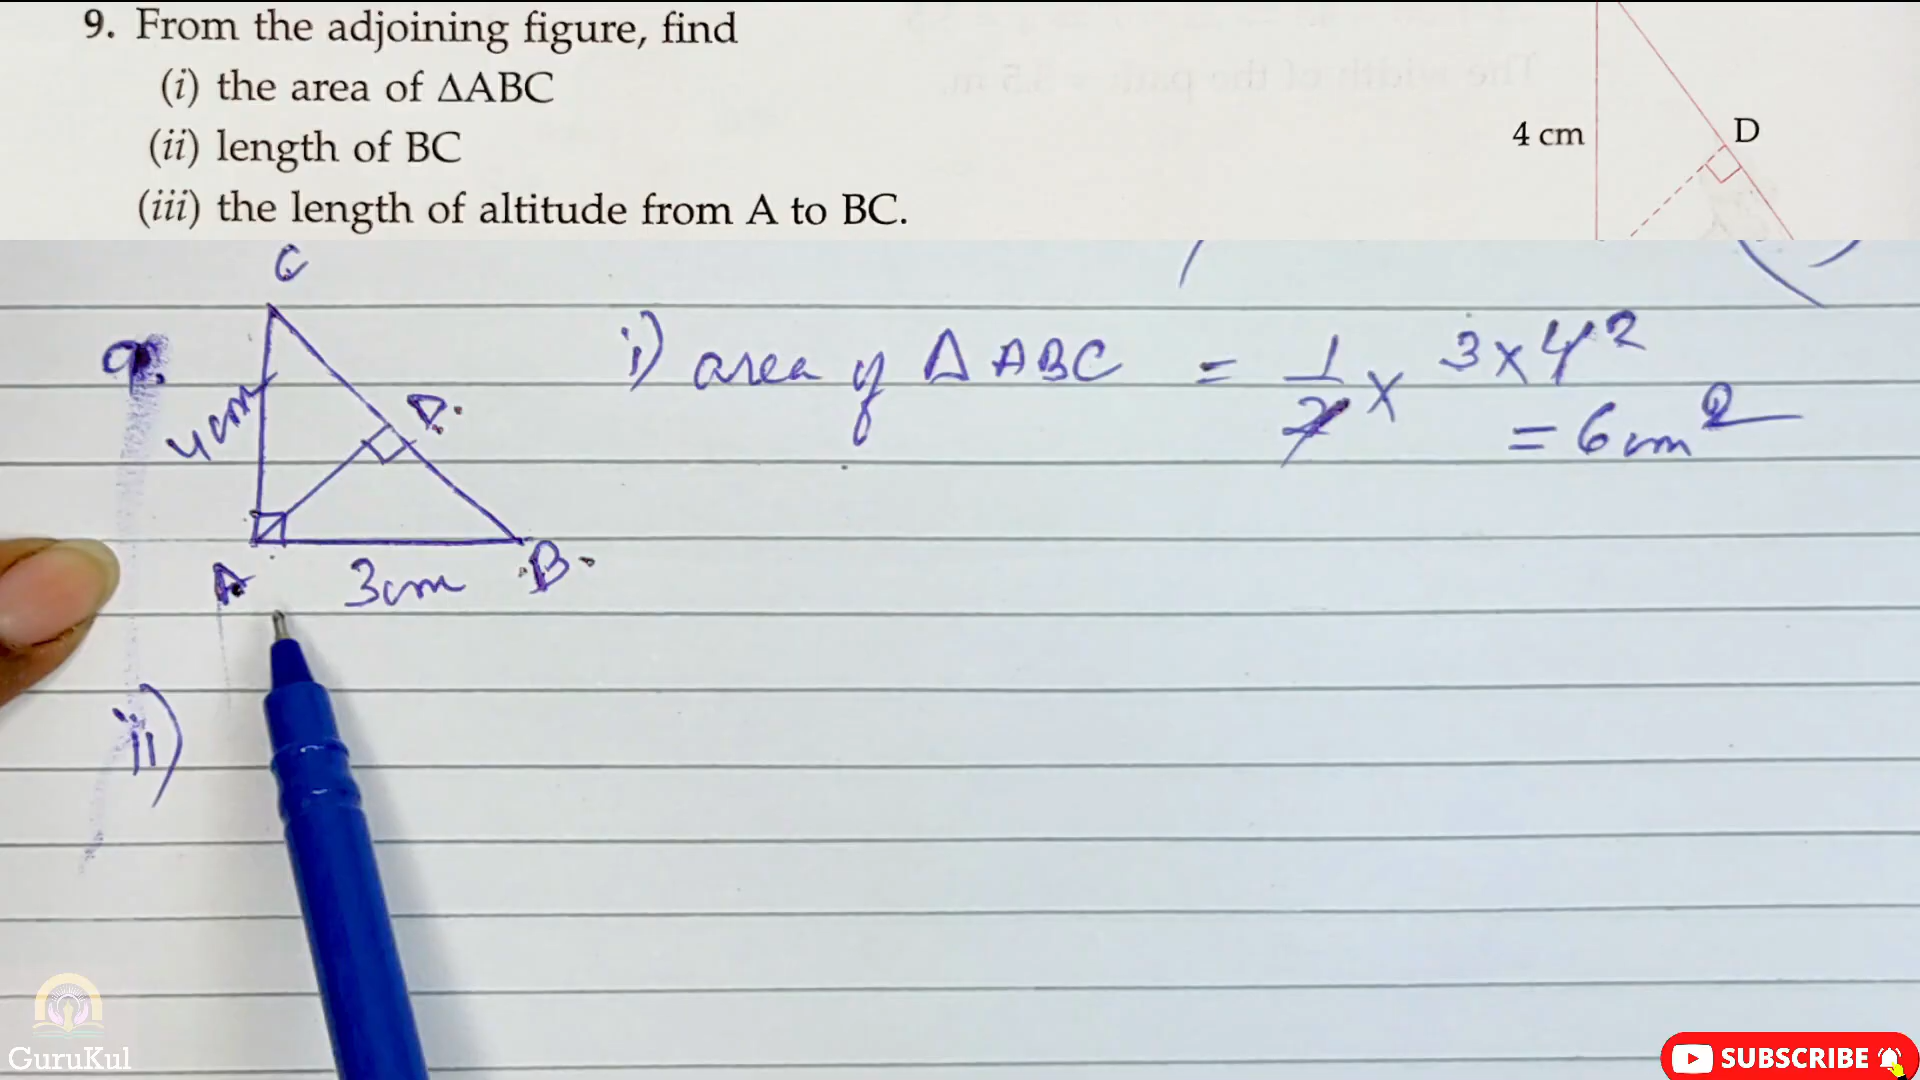 9. From the adjoining figure, find
(i) the area of ΔABC
(ii) length of BC
(iii) the length of altitude from A to BC.
4 cm
D
C
9.
4cm
D.
A
3cm
B.
i) area of Δ ABC = 1/2 × 3×4 2
= 6cm2
ii)
GuruKul
SUBSCRIBE